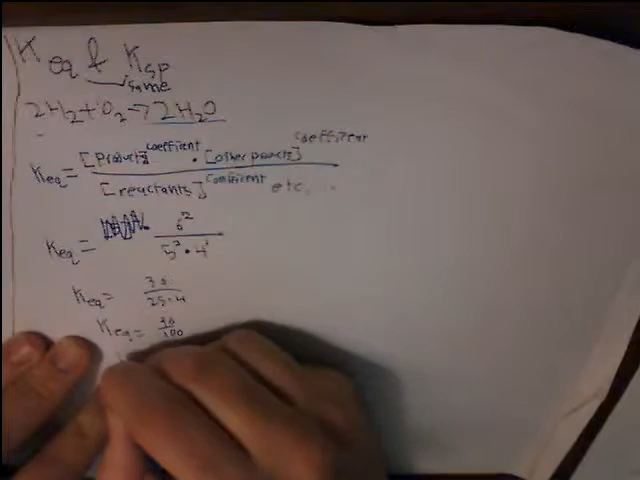 Keq & Ksp
same
2H₂+O₂→2H₂O
Keq = [Products]^coefficient · [other products]^coefficient / [reactants]^coefficient etc...
Keq = 6² / 5² · 4¹
Keq = 36 / 25·4
Keq = 36 / 100